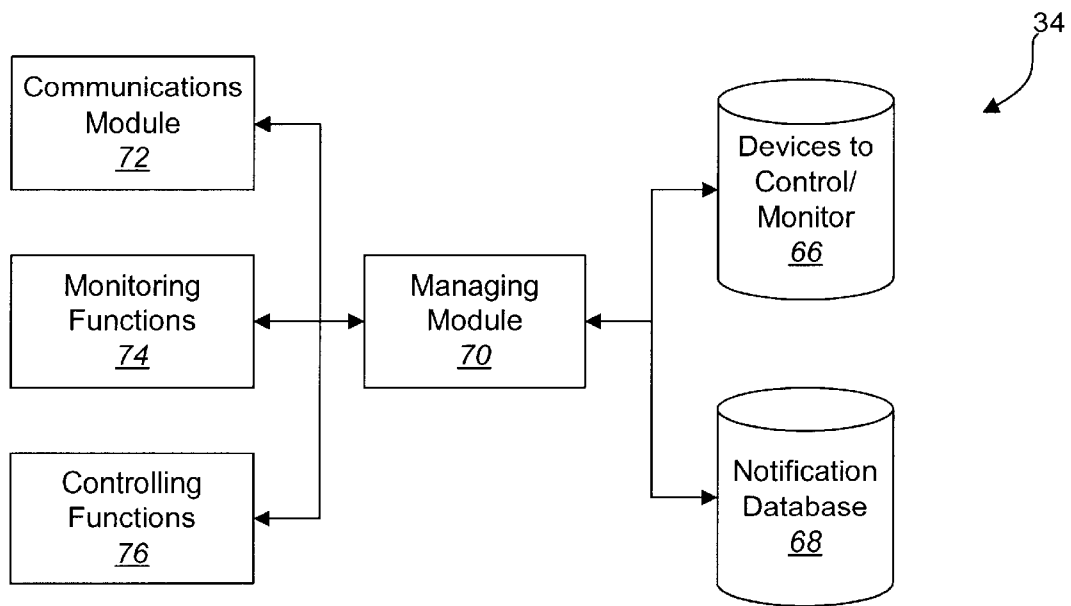 34
Communications
Module
72
Devices to
Control/
Monitor
66
Monitoring
Functions
74
Managing
Module
70
Controlling
Functions
76
Notification
Database
68